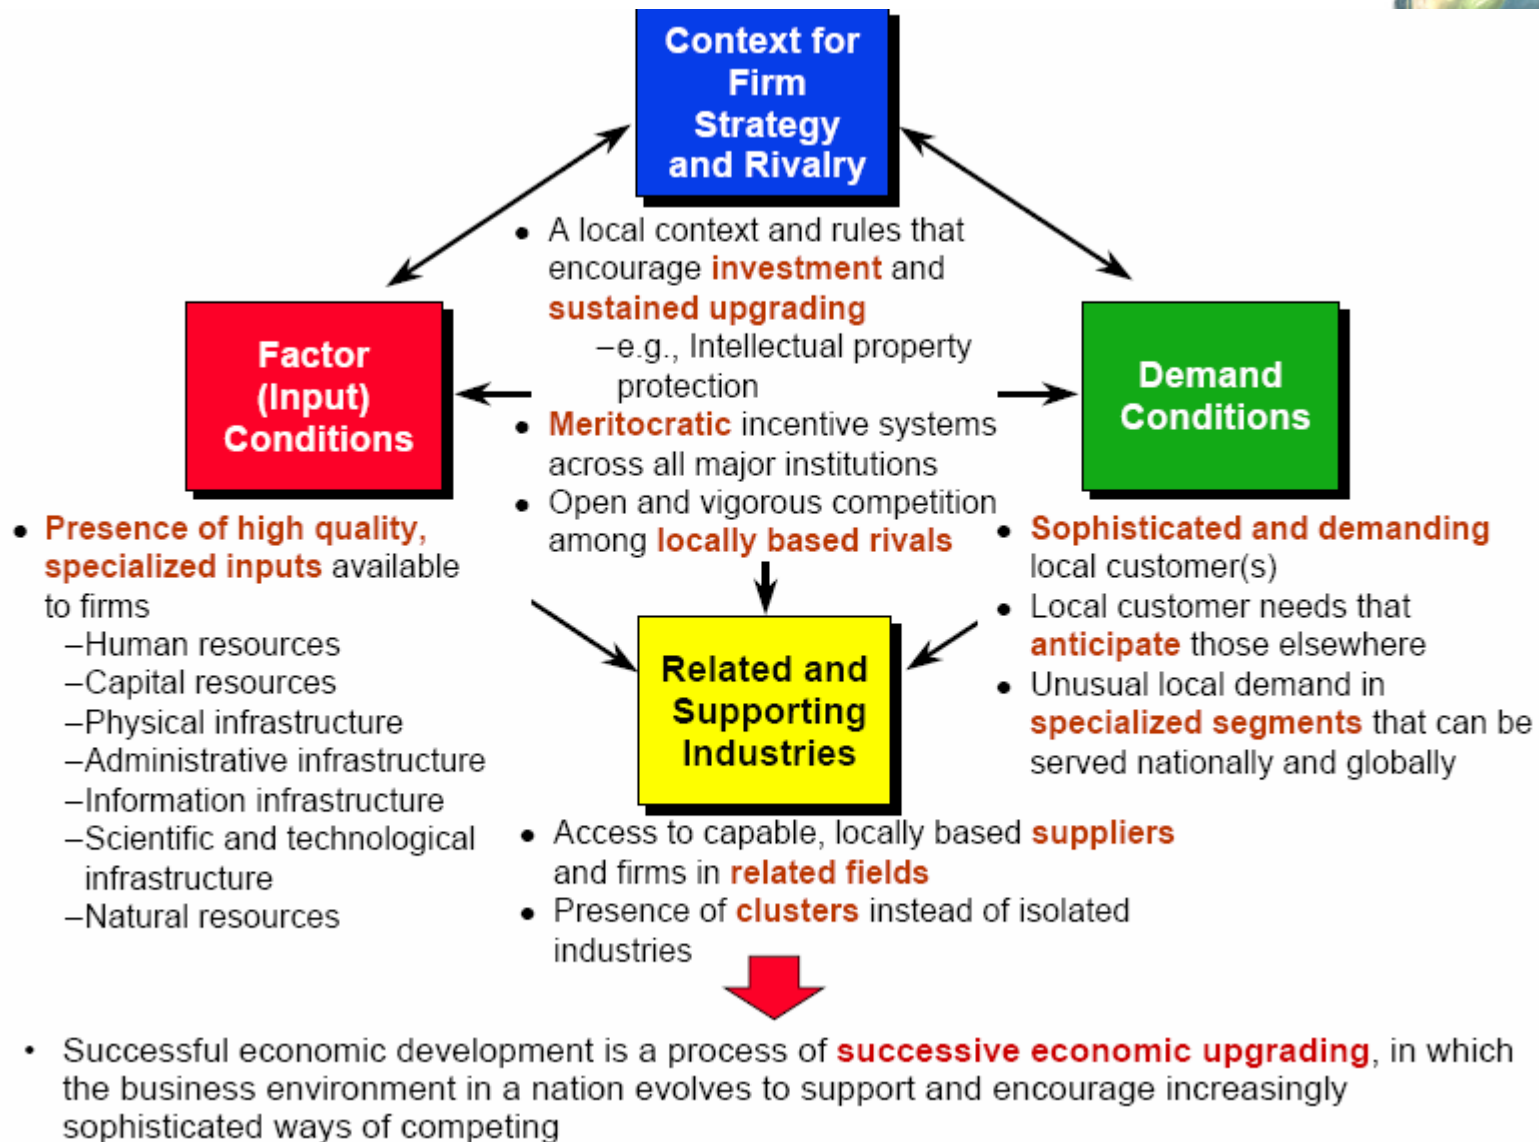 Context for
Firm
Strategy
and Rivalry
● A local context and rules that
encourage investment and
sustained upgrading
–e.g., Intellectual property
protection
● Meritocratic incentive systems
across all major institutions
● Open and vigorous competition
among locally based rivals
Factor
(Input)
Conditions
● Presence of high quality,
specialized inputs available
to firms
–Human resources
–Capital resources
–Physical infrastructure
–Administrative infrastructure
–Information infrastructure
–Scientific and technological
infrastructure
–Natural resources
Demand
Conditions
● Sophisticated and demanding
local customer(s)
● Local customer needs that
anticipate those elsewhere
● Unusual local demand in
specialized segments that can be
served nationally and globally
Related and
Supporting
Industries
● Access to capable, locally based suppliers
and firms in related fields
● Presence of clusters instead of isolated
industries
• Successful economic development is a process of successive economic upgrading, in which
the business environment in a nation evolves to support and encourage increasingly
sophisticated ways of competing